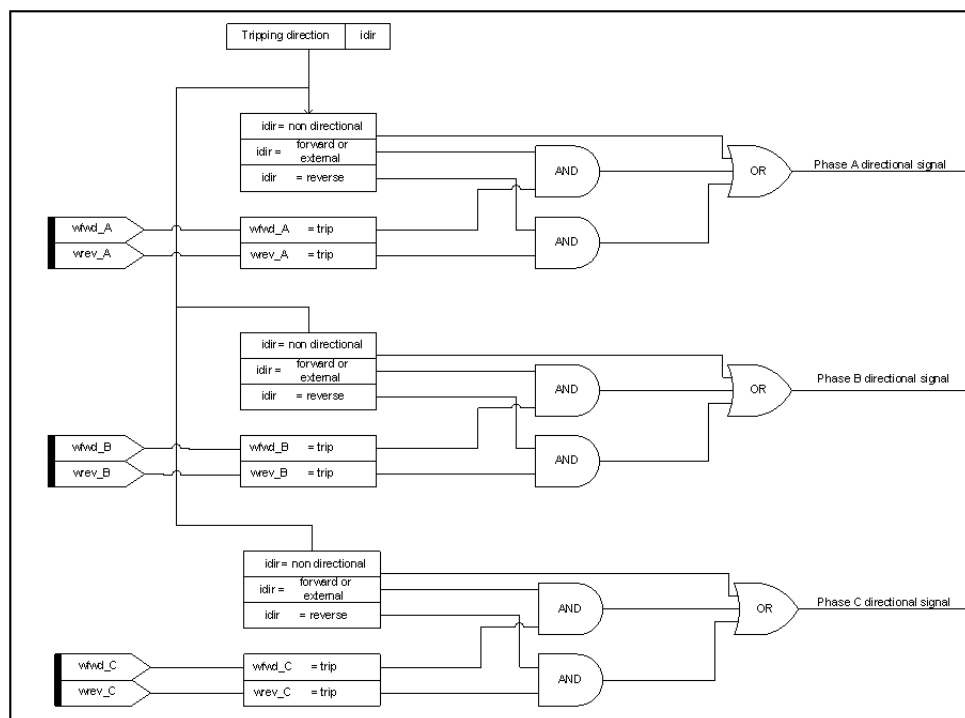 Tripping direction idir
idir = non directional
idir = forward or external
idir = reverse
AND
OR
Phase A directional signal
wfwd_A
wfwd_A = trip
AND
wrev_A
wrev_A = trip
idir = non directional
idir = forward or external
idir = reverse
AND
OR
Phase B directional signal
wfwd_B
wfwd_B = trip
AND
wrev_B
wrev_B = trip
idir = non directional
idir = forward or external
idir = reverse
AND
OR
Phase C directional signal
wfwd_C
wfwd_C = trip
AND
wrev_C
wrev_C = trip